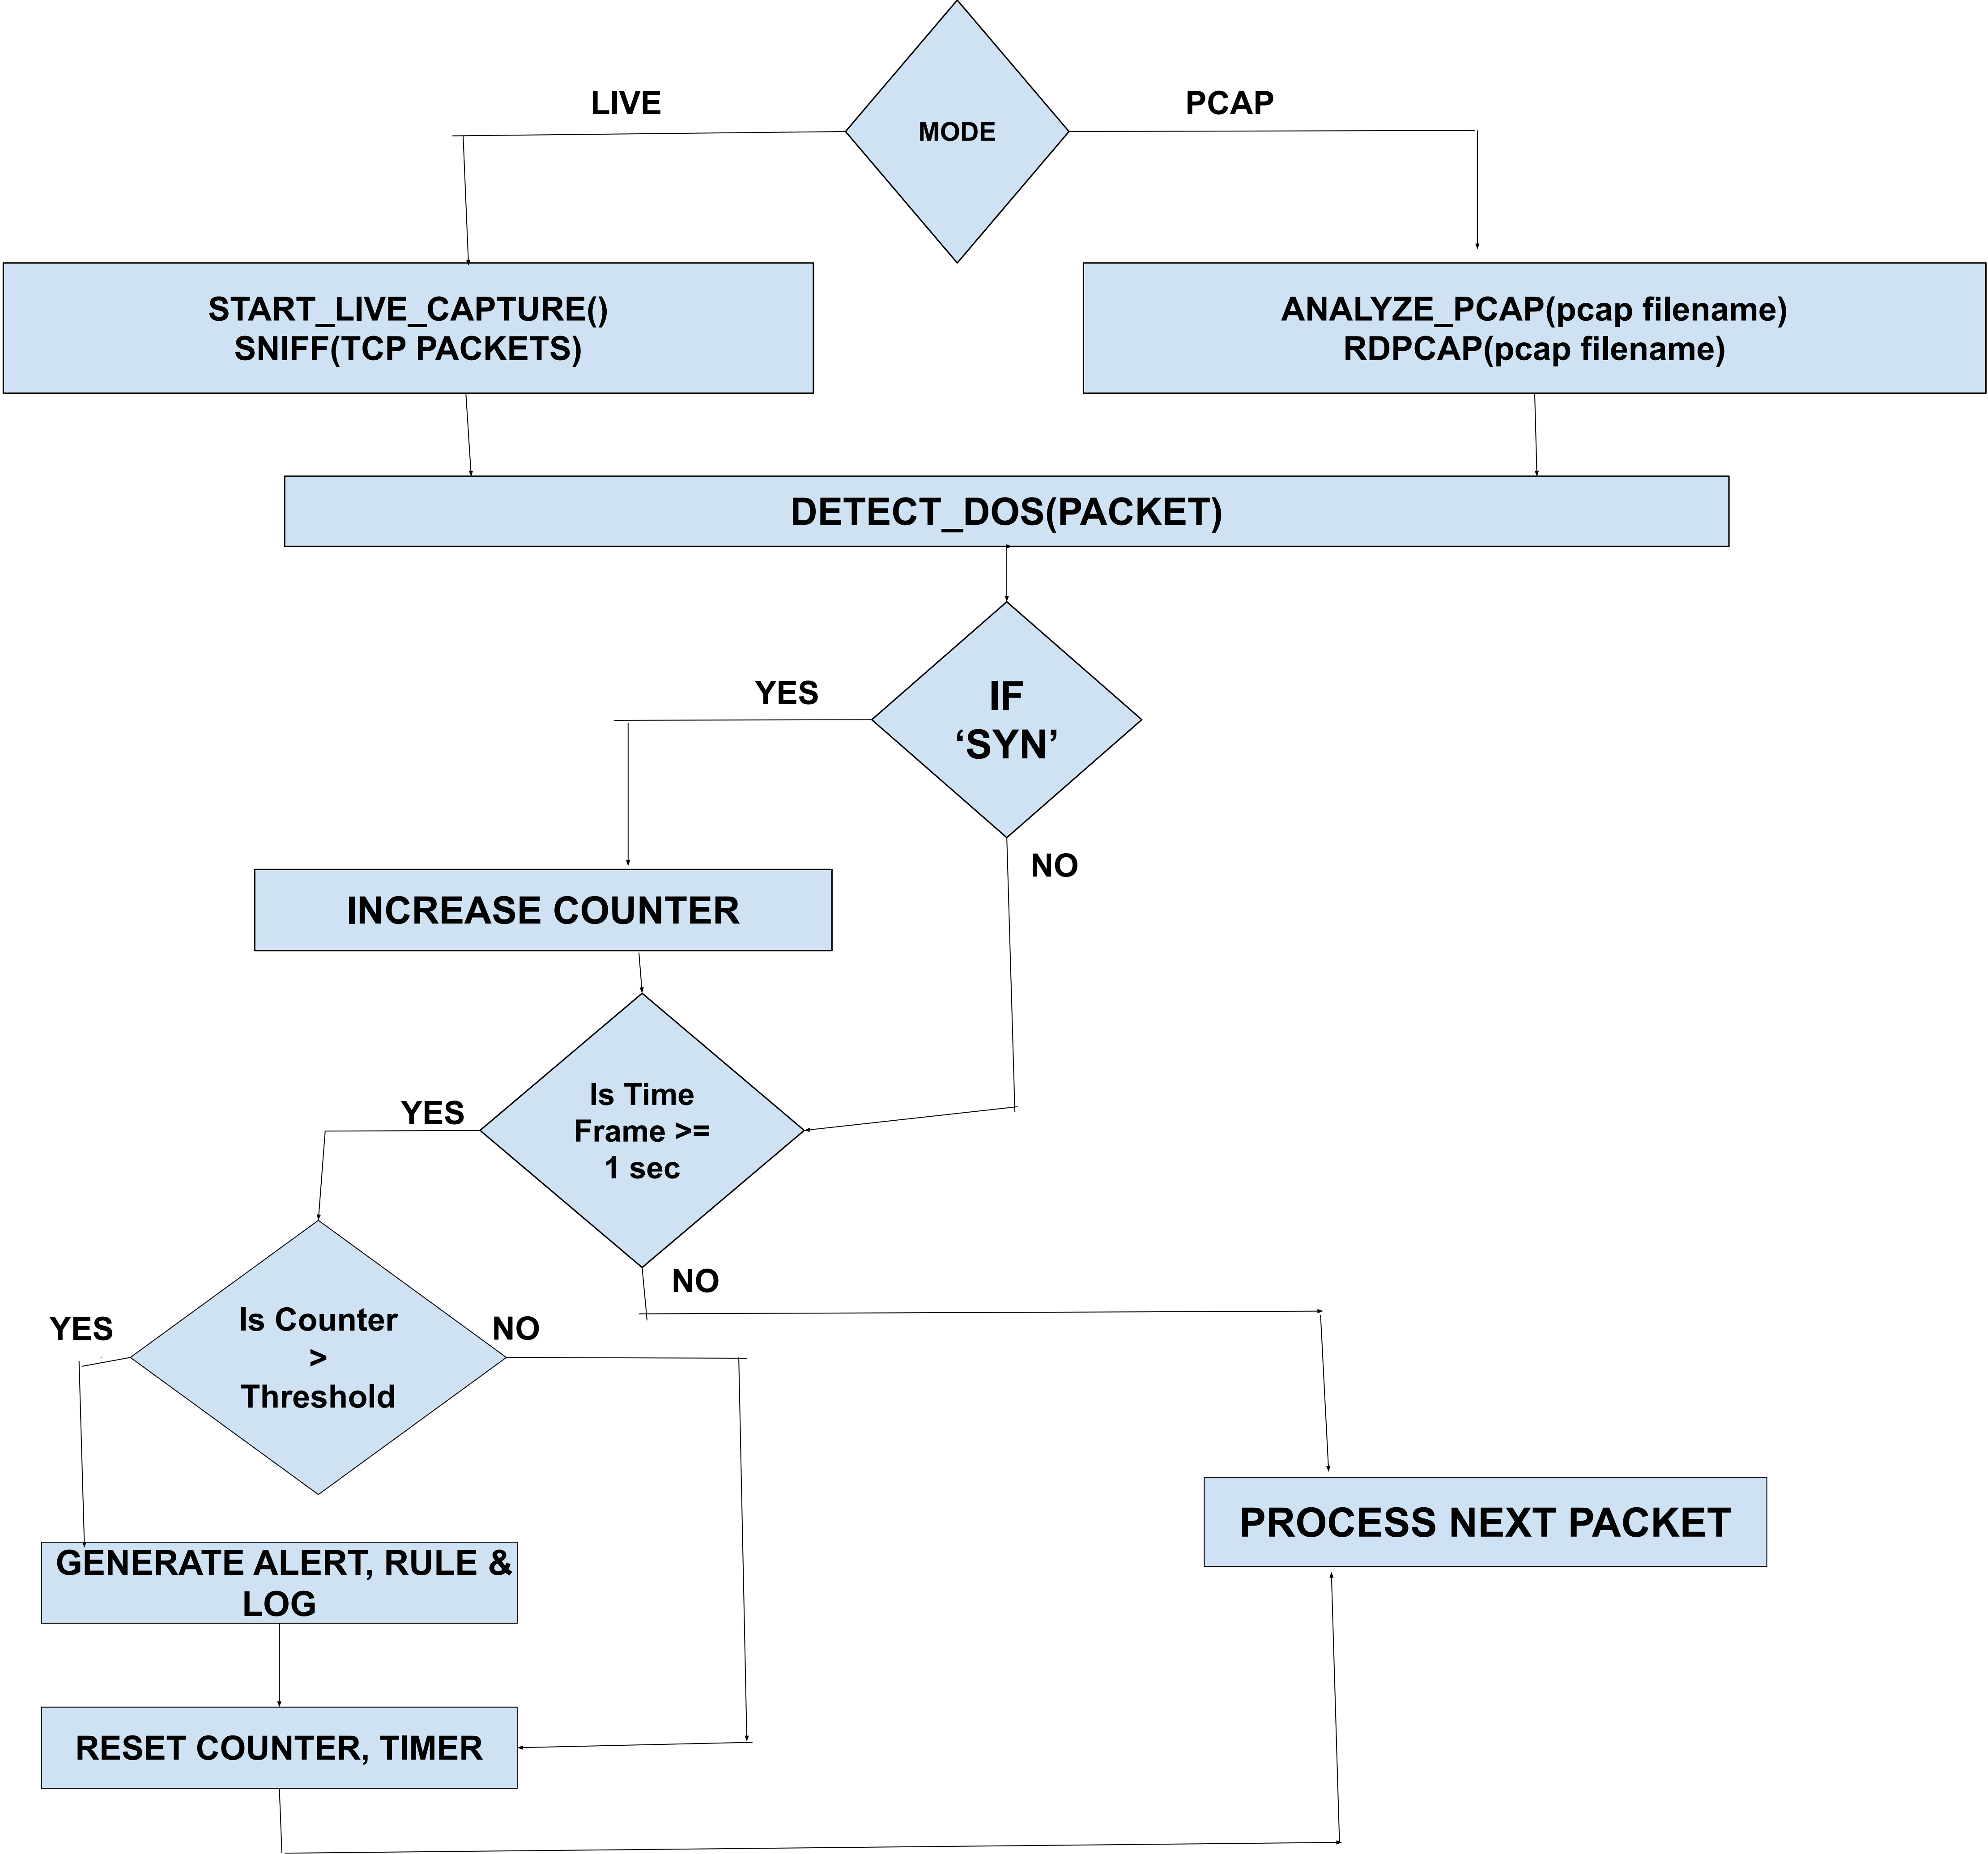 LIVE
PCAP
MODE
START_LIVE_CAPTURE()
SNIFF(TCP PACKETS)
ANALYZE_PCAP(pcap filename)
RDPCAP(pcap filename)
DETECT_DOS(PACKET)
YES
IF
‘SYN’
NO
INCREASE COUNTER
YES
Is Time
Frame >=
1 sec
NO
YES
Is Counter
>
Threshold
NO
GENERATE ALERT, RULE &
LOG
PROCESS NEXT PACKET
RESET COUNTER, TIMER